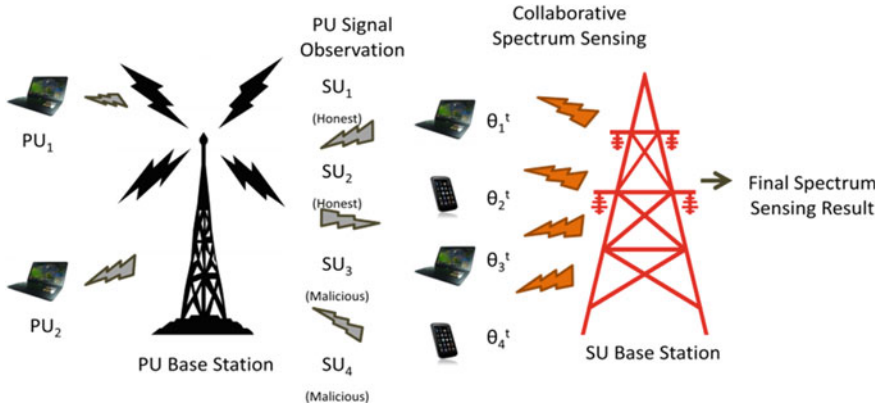 PU Signal
Observation
Collaborative
Spectrum Sensing
PU₁
SU₁
(Honest)
θ₁ᵗ
SU₂
(Honest)
θ₂ᵗ
Final Spectrum
Sensing Result
SU₃
(Malicious)
θ₃ᵗ
PU₂
PU Base Station
SU₄
(Malicious)
θ₄ᵗ
SU Base Station